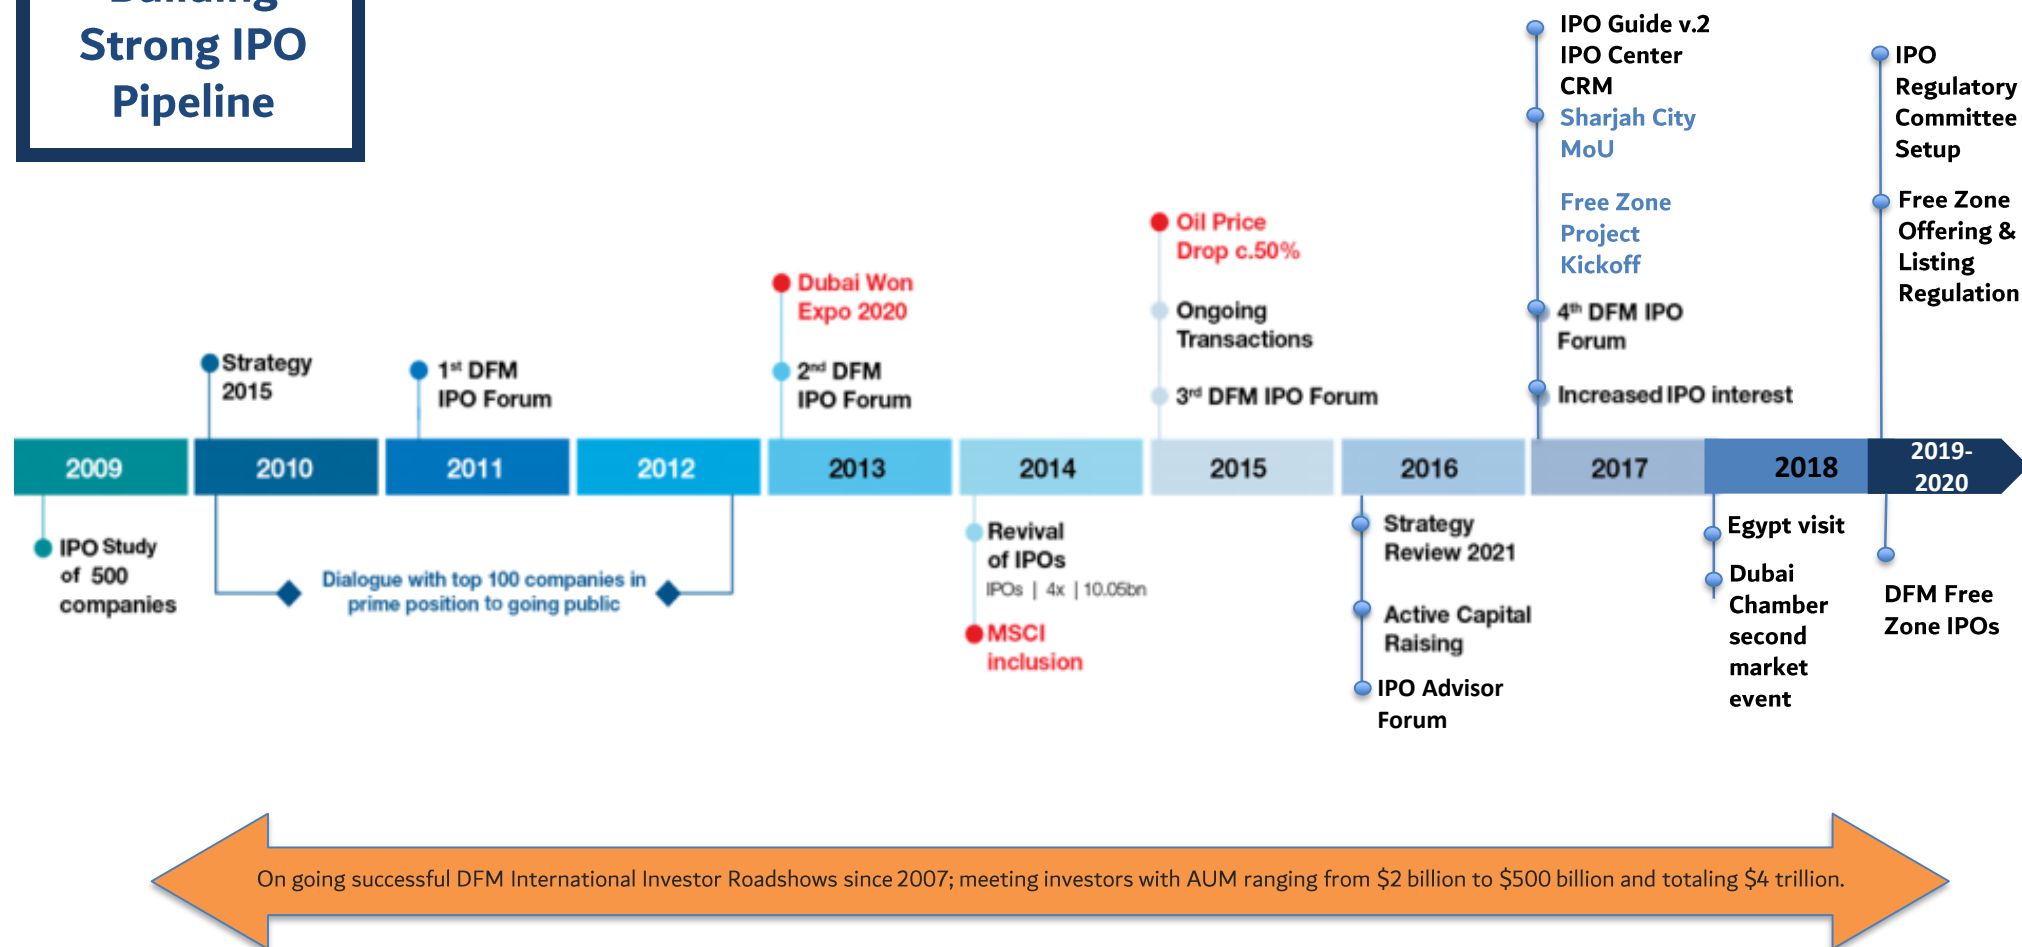 Building
Strong IPO
Pipeline
IPO Guide v.2
IPO Center
CRM
Sharjah City
MoU
Free Zone
Project
Kickoff
4th DFM IPO
Forum
Increased IPO interest
IPO
Regulatory
Committee
Setup
Free Zone
Offering &
Listing
Regulation
Oil Price
Drop c.50%
Ongoing
Transactions
3rd DFM IPO Forum
Dubai Won
Expo 2020
2nd DFM
IPO Forum
1st DFM
IPO Forum
Strategy
2015
2009
2010
2011
2012
2013
2014
2015
2016
2017
2018
2019-
2020
IPO Study
of 500
companies
Dialogue with top 100 companies in
prime position to going public
Revival
of IPOs
IPOs | 4x | 10.05bn
MSCI
inclusion
Strategy
Review 2021
Active Capital
Raising
IPO Advisor
Forum
Egypt visit
Dubai
Chamber
second
market
event
DFM Free
Zone IPOs
On going successful DFM International Investor Roadshows since 2007; meeting investors with AUM ranging from $2 billion to $500 billion and totaling $4 trillion.